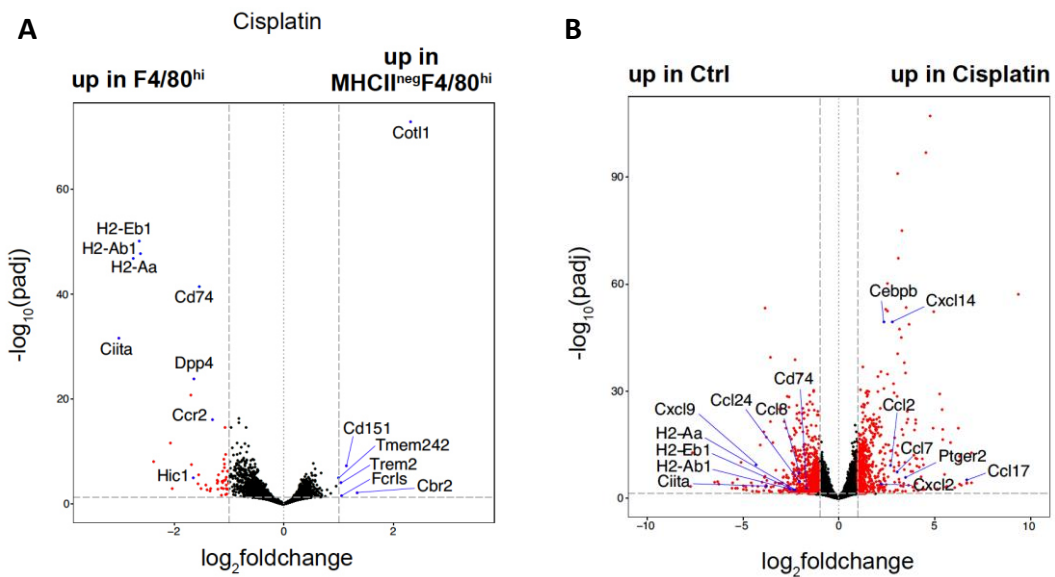 A
Cisplatin
up in F4/80hi
up in
MHCIInegF4/80hi
Cotl1
60
H2-Eb1
H2-Ab1
H2-Aa
40
Cd74
Ciita
Dpp4
20
Ccr2
Cd151
Tmem242
Trem2
Hic1
Fcrls
Cbr2
0
-2
0
2
-log10(padj)
log2foldchange
B
up in Ctrl
up in Cisplatin
90
60
Cebpb
Cxcl14
30
Cd74
Ccl24
Ccl2
Cxcl9
Ccl6
H2-Aa
Ccl7
H2-Eb1
Ptger2
H2-Ab1
Ccl17
Ciita
Cxcl2
0
-10
-5
0
5
10
-log10(padj)
log2foldchange